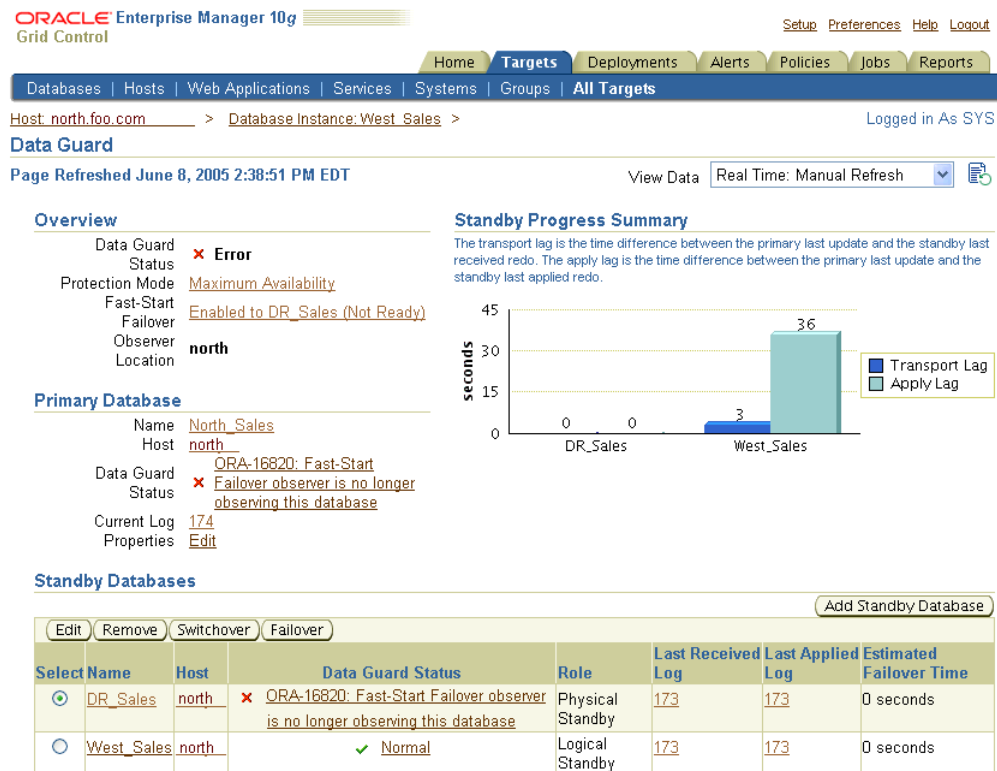 ORACLE Enterprise Manager 10g
Grid Control
Setup Preferences Help Logout
Home Targets Deployments Alerts Policies Jobs Reports
Databases | Hosts | Web Applications | Services | Systems | Groups | All Targets
Host: north.foo.com > Database Instance: West_Sales >
Logged in As SYS
Data Guard
Page Refreshed June 8, 2005 2:38:51 PM EDT
View Data Real Time: Manual Refresh
Overview
Data Guard Status Error
Protection Mode Maximum Availability
Fast-Start Failover Enabled to DR_Sales (Not Ready)
Observer Location north
Primary Database
Name North_Sales
Host north
Data Guard Status ORA-16820: Fast-Start Failover observer is no longer observing this database
Current Log 174
Properties Edit
Standby Progress Summary
The transport lag is the time difference between the primary last update and the standby last
received redo. The apply lag is the time difference between the primary last update and the
standby last applied redo.
seconds
45
30
15
0
0 0
3
36
DR_Sales West_Sales
Transport Lag
Apply Lag
Standby Databases
Add Standby Database
Edit Remove Switchover Failover
Select Name Host Data Guard Status Role Last Received Log Last Applied Log Estimated Failover Time
DR_Sales north ORA-16820: Fast-Start Failover observer is no longer observing this database Physical Standby 173 173 0 seconds
West_Sales north Normal Logical Standby 173 173 0 seconds